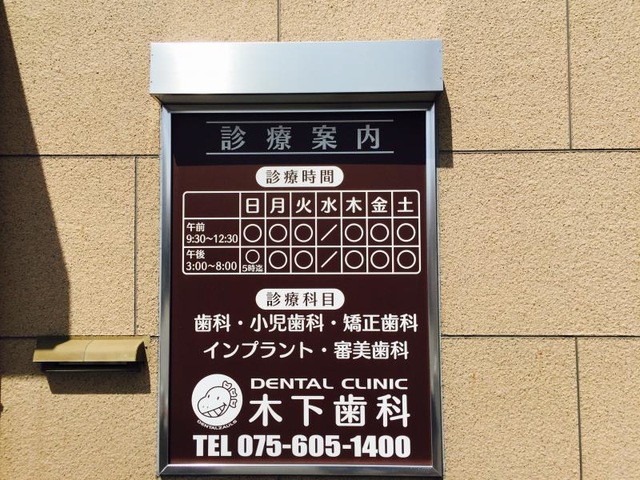 診療案内
診療時間
日 月 火 水 木 金 土
午前 9:30～12:30 ○ ○ ○ ／ ○ ○ ○
午後 3:00～8:00 ○ 5時迄 ○ ○ ／ ○ ○ ○
診療科目
歯科・小児歯科・矯正歯科
インプラント・審美歯科
DENTAL CLINIC
木下歯科
DENTALZAULS
TEL 075-605-1400